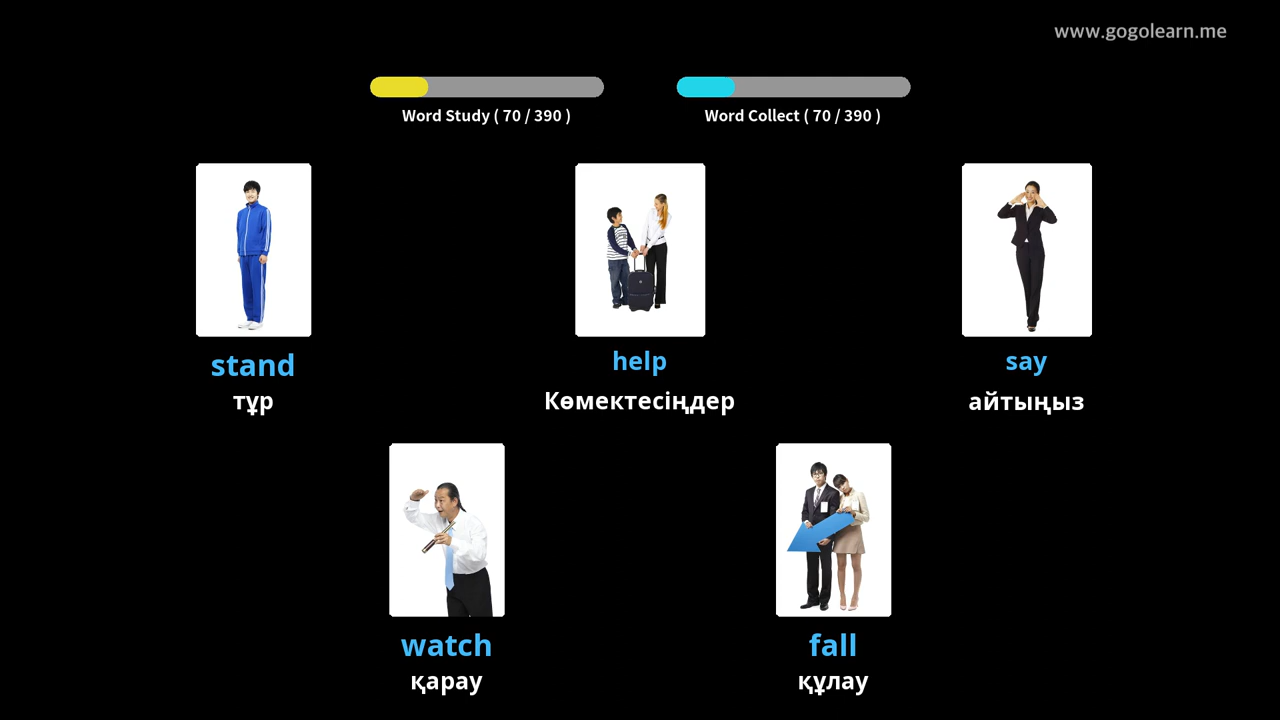 www.gogolearn.me
Word Study ( 70 / 390 )
Word Collect ( 70 / 390 )
stand
тұр
help
Көмектесіңдер
say
айтыңыз
watch
қарау
fall
құлау